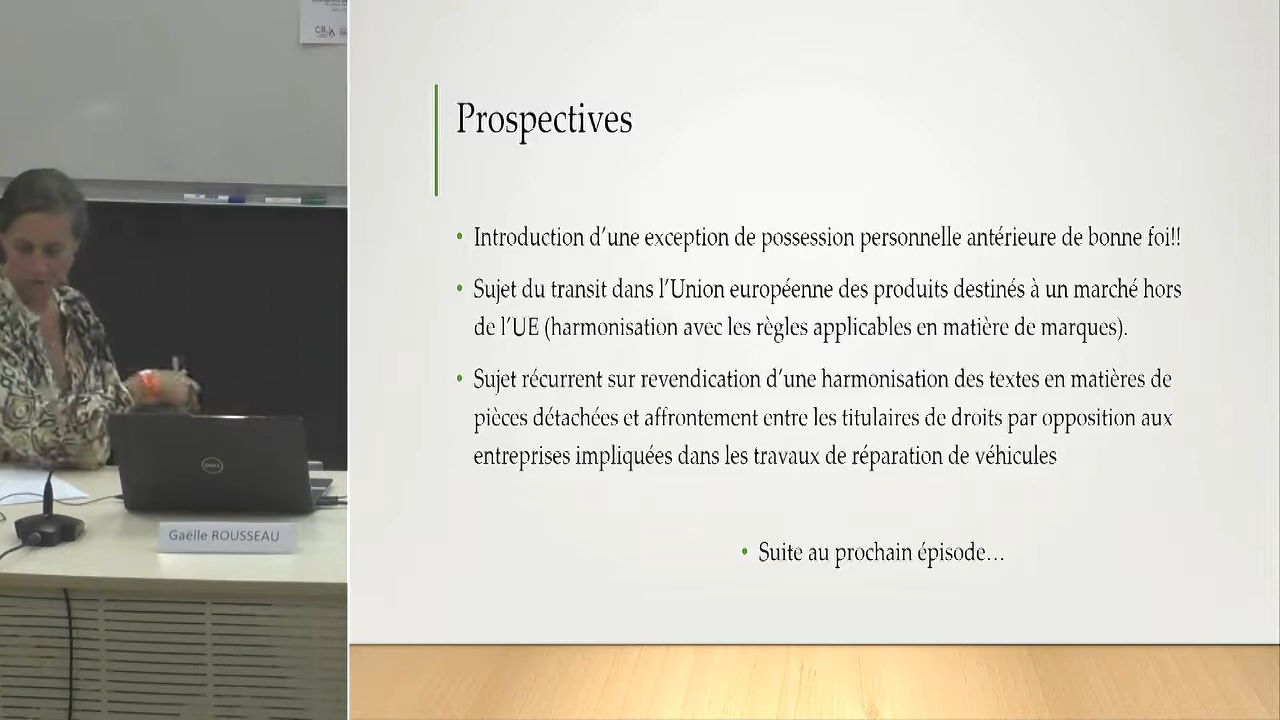 CRJA
Prospectives
• Introduction d’une exception de possession personnelle antérieure de bonne foi!!
• Sujet du transit dans l’Union européenne des produits destinés à un marché hors
de l’UE (harmonisation avec les règles applicables en matière de marques).
• Sujet récurrent sur revendication d’une harmonisation des textes en matières de
pièces détachées et affrontement entre les titulaires de droits par opposition aux
entreprises impliquées dans les travaux de réparation de véhicules
• Suite au prochain épisode…
DELL
Gaëlle ROUSSEAU